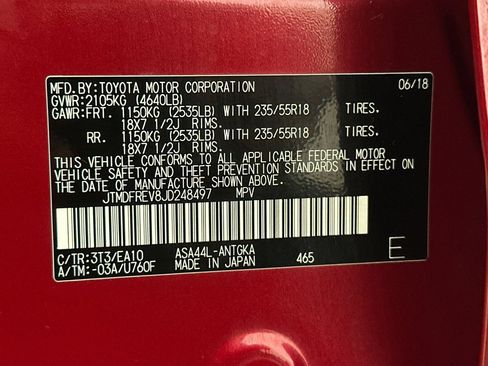 MFD.BY:TOYOTA MOTOR CORPORATION 06/18
GVWR:2105KG (4640LB)
GAWR:FRT. 1150KG (2535LB) WITH 235/55R18 TIRES.
18X7 1/2J RIMS.
RR. 1150KG (2535LB) WITH 235/55R18 TIRES.
18X7 1/2J RIMS.
THIS VEHICLE CONFORMS TO ALL APPLICABLE FEDERAL MOTOR
VEHICLE SAFETY AND THEFT PREVENTION STANDARDS IN EFFECT ON
THE DATE OF MANUFACTURE SHOWN ABOVE.
JTMDFREV8JD248497 MPV
C/TR:3T3/EA10 ASA44L-ANTGKA
A/TM:-03A/U760F MADE IN JAPAN 465 E